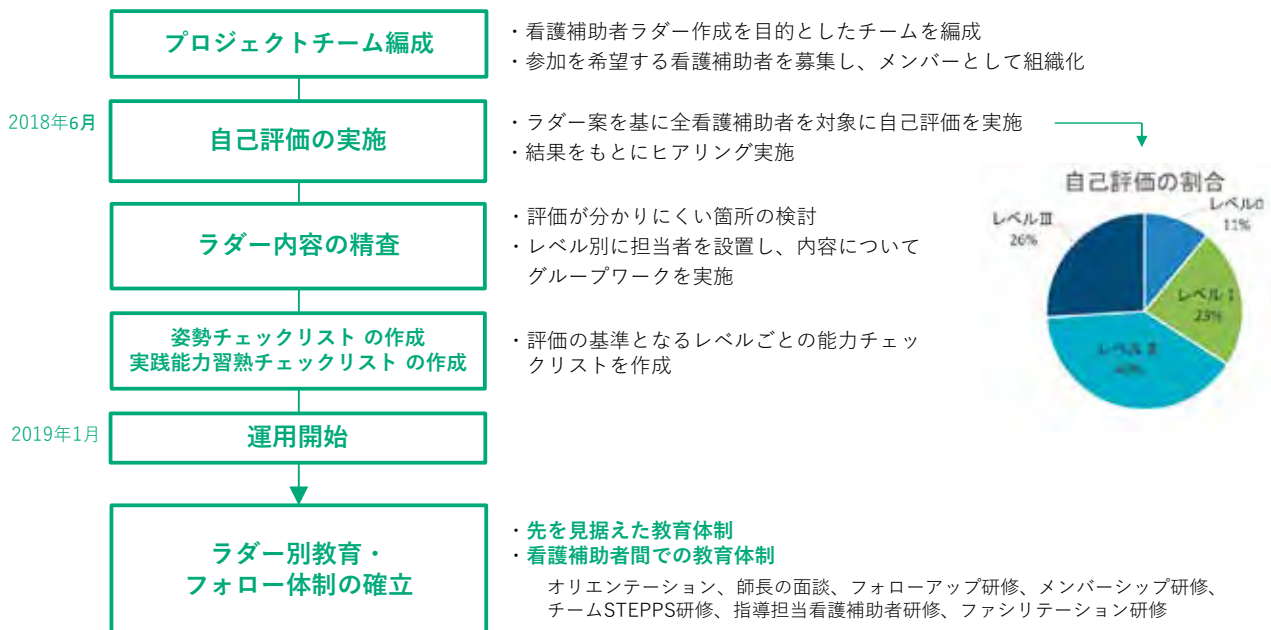 プロジェクトチーム編成
・看護補助者ラダー作成を目的としたチームを編成
・参加を希望する看護補助者を募集し、メンバーとして組織化
2018年6月
自己評価の実施
・ラダー案を基に全看護補助者を対象に自己評価を実施
・結果をもとにヒアリング実施
自己評価の割合
レベル0
11%
レベルⅠ
23%
レベルⅡ
40%
レベルⅢ
26%
ラダー内容の精査
・評価が分かりにくい箇所の検討
・レベル別に担当者を設置し、内容について
グループワークを実施
姿勢チェックリスト の作成
実践能力習熟チェックリスト の作成
・評価の基準となるレベルごとの能力チェッ
クリストを作成
2019年1月
運用開始
ラダー別教育・
フォロー体制の確立
・先を見据えた教育体制
・看護補助者間での教育体制
オリエンテーション、師長の面談、フォローアップ研修、メンバーシップ研修、
チームSTEPPS研修、指導担当看護補助者研修、ファシリテーション研修